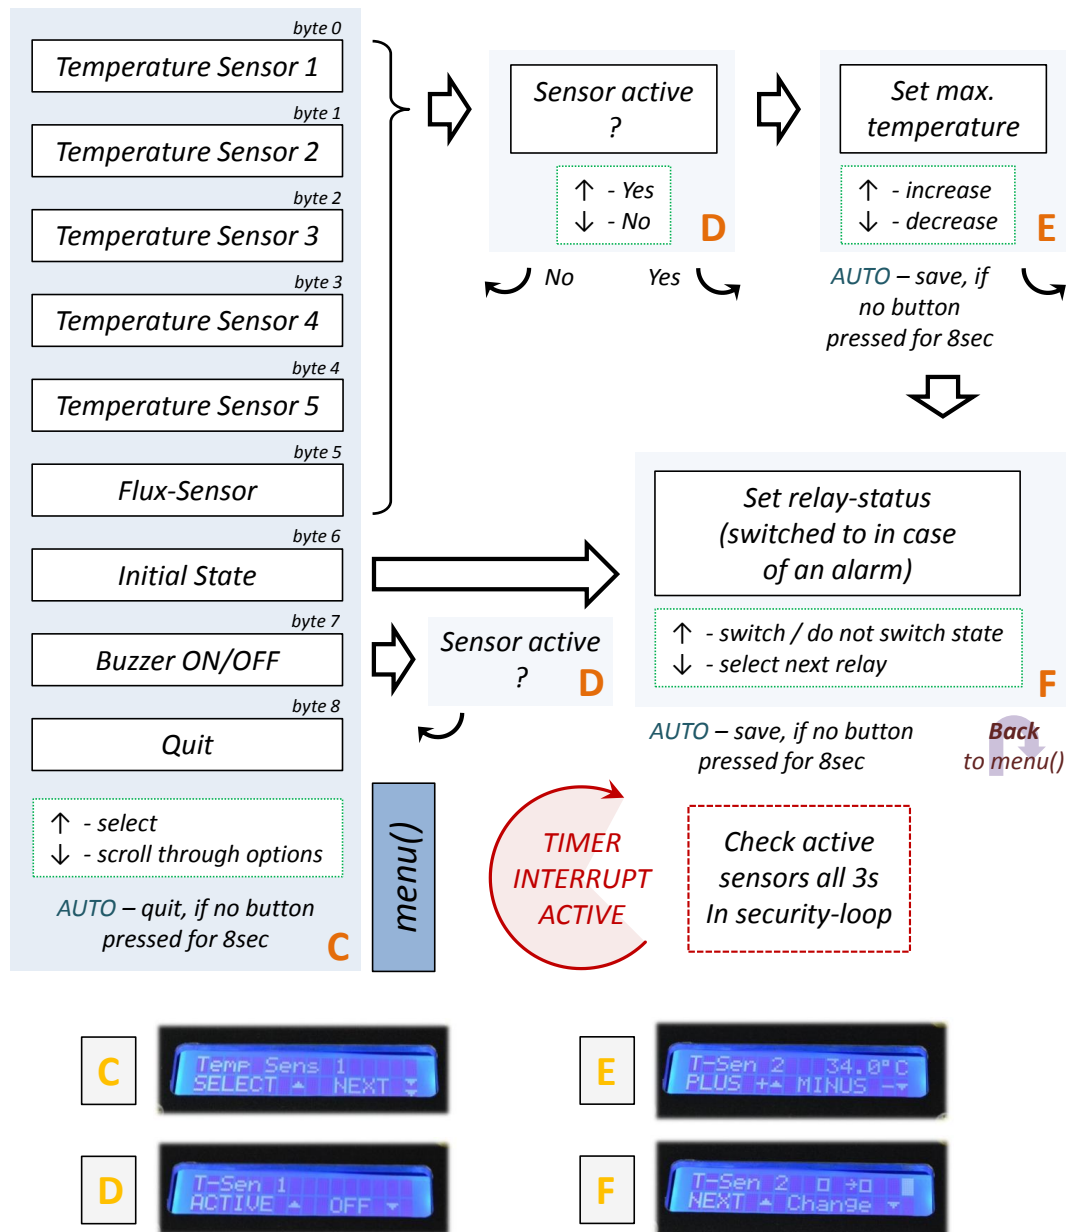 byte 0
Temperature Sensor 1
byte 1
Temperature Sensor 2
byte 2
Temperature Sensor 3
byte 3
Temperature Sensor 4
byte 4
Temperature Sensor 5
byte 5
Flux-Sensor
byte 6
Initial State
byte 7
Buzzer ON/OFF
byte 8
Quit
↑ - select
↓ - scroll through options
AUTO – quit, if no button
pressed for 8sec
C
Sensor active
?
↑ - Yes
↓ - No
D
No
Yes
Set max.
temperature
↑ - increase
↓ - decrease
E
AUTO – save, if
no button
pressed for 8sec
Set relay-status
(switched to in case
of an alarm)
↑ - switch / do not switch state
↓ - select next relay
F
Sensor active
?
D
AUTO – save, if no button
pressed for 8sec
Back
to menu()
menu()
TIMER
INTERRUPT
ACTIVE
Check active
sensors all 3s
In security-loop
C
Temp Sens 1
SELECT ▲ NEXT
E
T-Sen 2 34.0°C
PLUS +▲ MINUS -▼
D
T-Sen 1
ACTIVE ▲ OFF ▼
F
T-Sen 2 □ →□
NEXT ▲ Change ▼